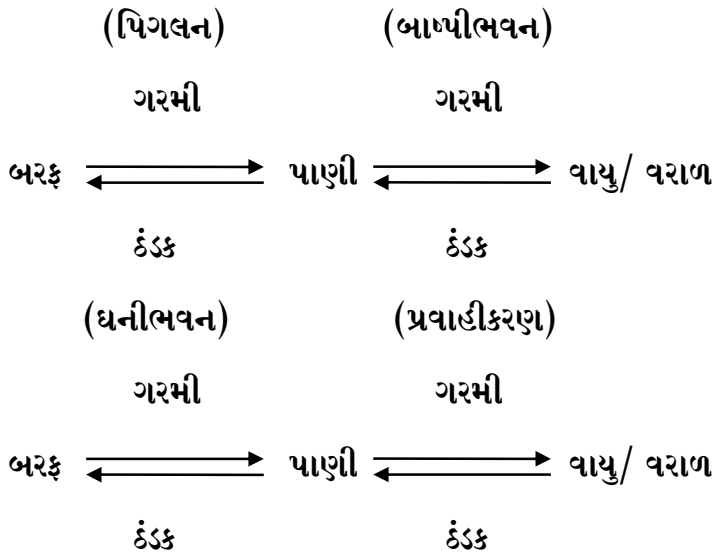 (પિગલન) (બાષ્પીભવન)
ગરમી ગરમી
બરફ પાણી વાયુ/ વરાળ
ઠંડક ઠંડક
(ઘનીભવન) (પ્રવાહીકરણ)
ગરમી ગરમી
બરફ પાણી વાયુ/ વરાળ
ઠંડક ઠંડક